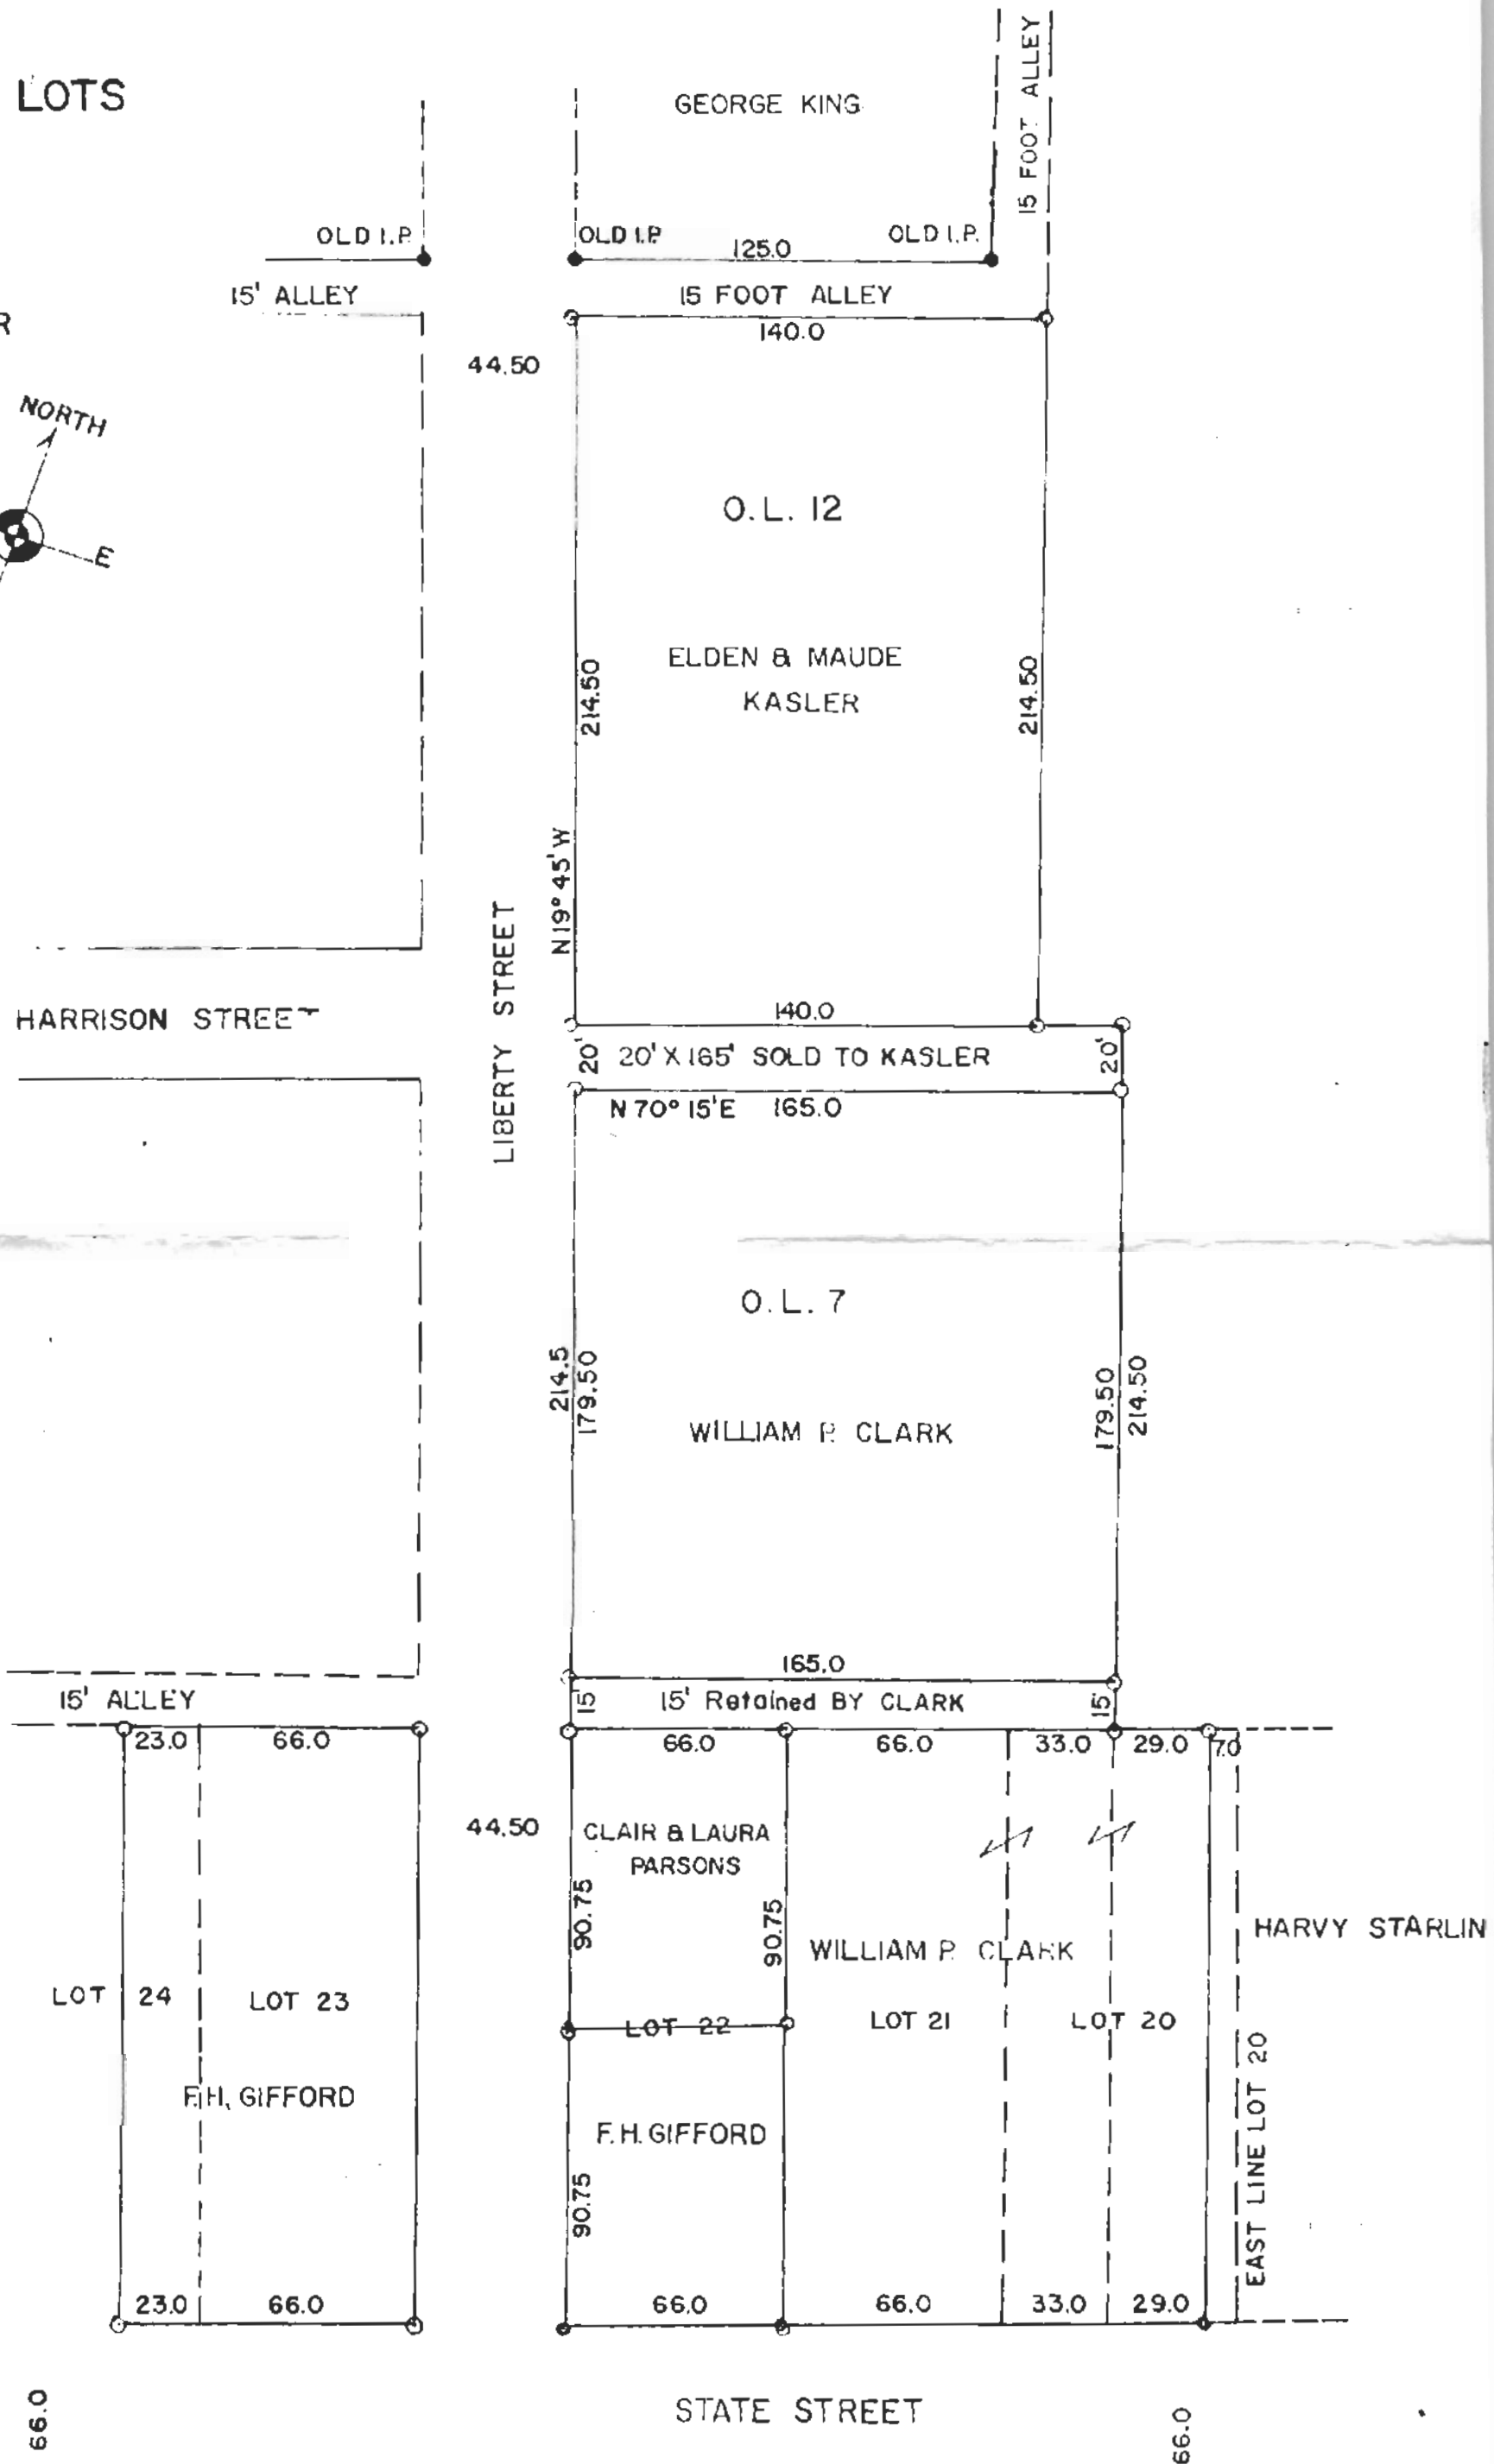 LOTS
GEORGE KING
15 FOOT ALLEY
OLD I.P.
OLD I.P.
125.0
OLD I.P.
15' ALLEY
15 FOOT ALLEY
R
140.0
44.50
NORTH
E
O.L. 12
ELDEN & MAUDE
KASLER
214.50
214.50
N19° 45' W
LIBERTY STREET
HARRISON STREET
140.0
20'
20' X 165' SOLD TO KASLER
20'
N 70° 15' E 165.0
O.L. 7
214.5
179.50
179.50
214.50
WILLIAM P. CLARK
165.0
15' ALLEY
15'
15' Retained BY CLARK
15'
23.0
66.0
66.0
66.0
33.0
29.0
7.0
44.50
CLAIR & LAURA
PARSONS
90.75
90.75
WILLIAM P. CLARK
HARVY STARLIN
LOT 24
LOT 23
LOT 22
LOT 21
LOT 20
F.H. GIFFORD
F.H. GIFFORD
90.75
EAST LINE LOT 20
23.0
66.0
66.0
66.0
33.0
29.0
66.0
STATE STREET
66.0